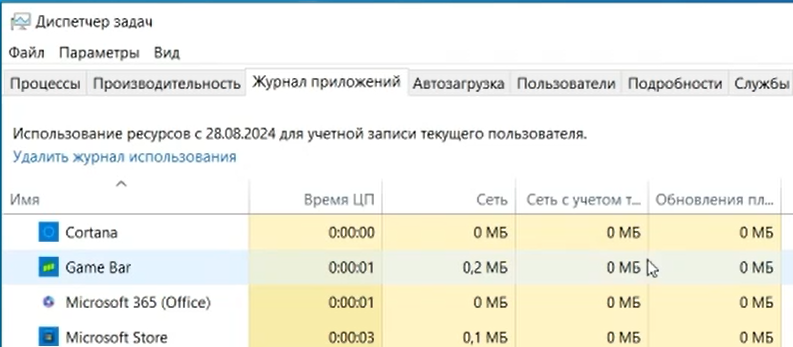 Диспетчер задач
Файл Параметры Вид
Процессы Производительность Журнал приложений Автозагрузка Пользователи Подробности Службы
Использование ресурсов с 28.08.2024 для учетной записи текущего пользователя.
Удалить журнал использования
Имя Время ЦП Сеть Сеть с учетом т... Обновления пл...
Cortana 0:00:00 0 МБ 0 МБ 0 МБ
Game Bar 0:00:01 0,2 МБ 0 МБ 0 МБ
Microsoft 365 (Office) 0:00:01 0 МБ 0 МБ 0 МБ
Microsoft Store 0:00:03 0,1 МБ 0 МБ 0 МБ